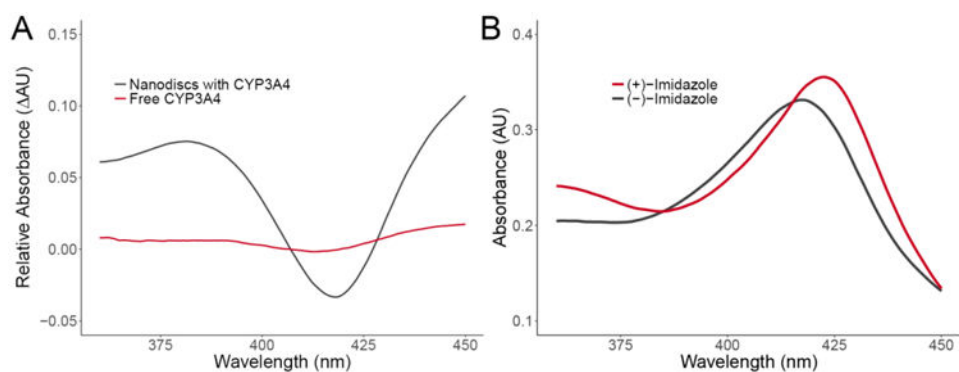 A
Relative Absorbance (ΔAU)
0.15
0.10
0.05
0.00
−0.05
Nanodiscs with CYP3A4
Free CYP3A4
375
400
425
450
Wavelength (nm)
B
Absorbance (AU)
0.4
0.3
0.2
0.1
(+)−Imidazole
(−)−Imidazole
375
400
425
450
Wavelength (nm)